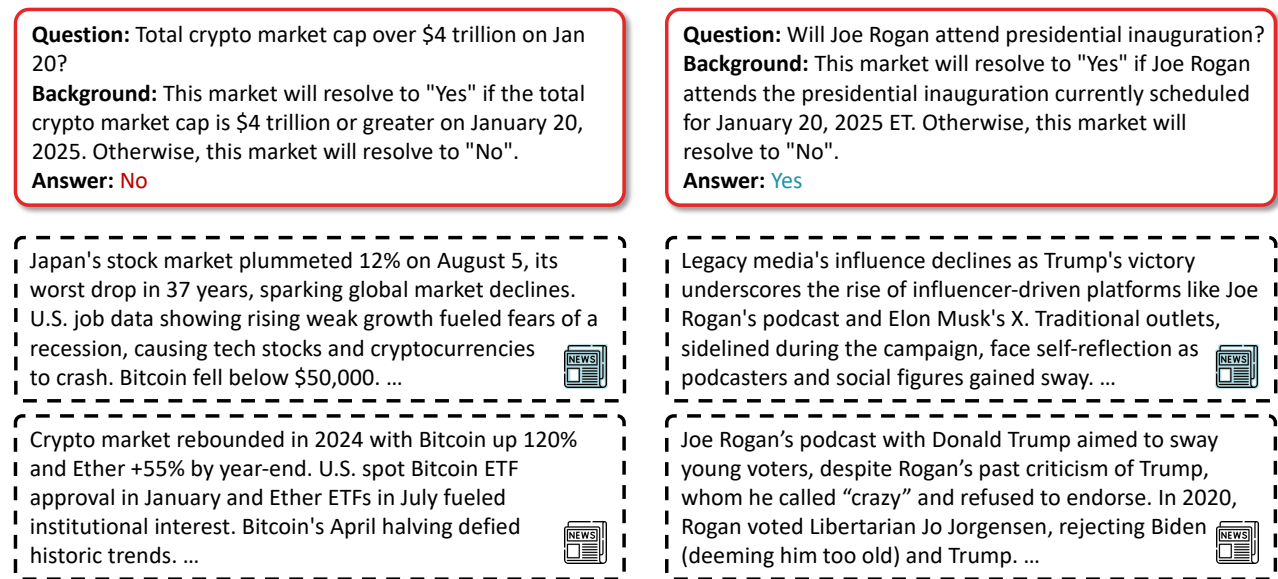 Question: Total crypto market cap over $4 trillion on Jan
20?
Background: This market will resolve to "Yes" if the total
crypto market cap is $4 trillion or greater on January 20,
2025. Otherwise, this market will resolve to "No".
Answer: No
Question: Will Joe Rogan attend presidential inauguration?
Background: This market will resolve to "Yes" if Joe Rogan
attends the presidential inauguration currently scheduled
for January 20, 2025 ET. Otherwise, this market will
resolve to "No".
Answer: Yes
Japan's stock market plummeted 12% on August 5, its
worst drop in 37 years, sparking global market declines.
U.S. job data showing rising weak growth fueled fears of a
recession, causing tech stocks and cryptocurrencies
to crash. Bitcoin fell below $50,000. ...
NEWS
Legacy media's influence declines as Trump's victory
underscores the rise of influencer-driven platforms like Joe
Rogan's podcast and Elon Musk's X. Traditional outlets,
sidelined during the campaign, face self-reflection as
podcasters and social figures gained sway. ...
NEWS
Crypto market rebounded in 2024 with Bitcoin up 120%
and Ether +55% by year-end. U.S. spot Bitcoin ETF
approval in January and Ether ETFs in July fueled
institutional interest. Bitcoin's April halving defied
historic trends. ...
NEWS
Joe Rogan’s podcast with Donald Trump aimed to sway
young voters, despite Rogan’s past criticism of Trump,
whom he called “crazy” and refused to endorse. In 2020,
Rogan voted Libertarian Jo Jorgensen, rejecting Biden
(deeming him too old) and Trump. ...
NEWS